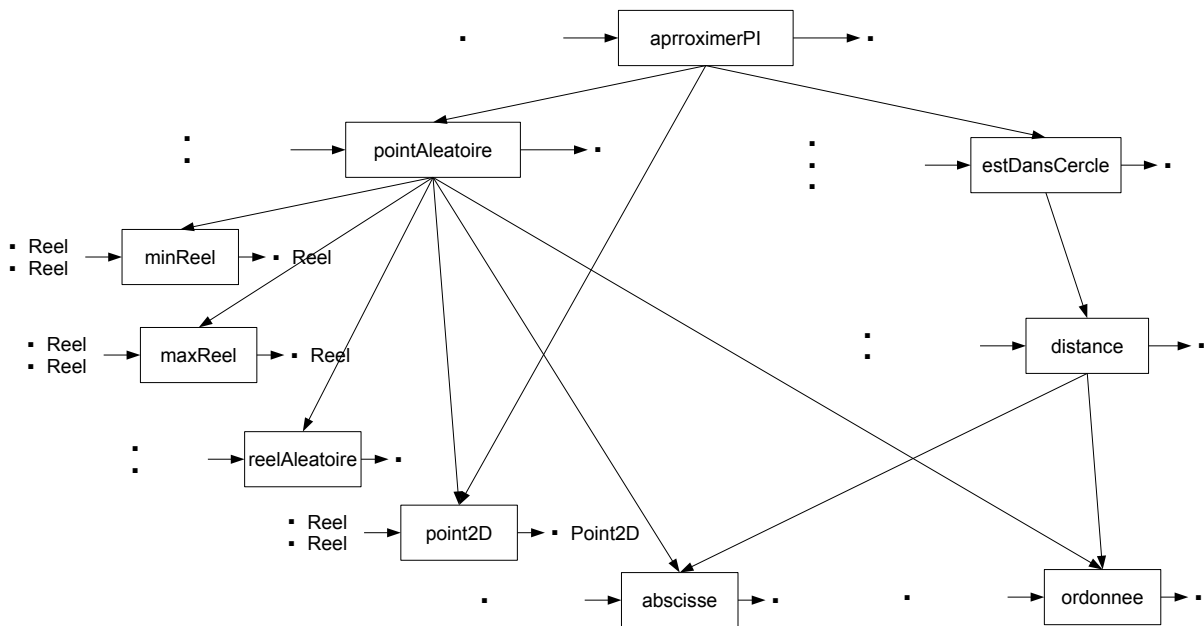 aprroximerPI
pointAleatoire
estDansCercle
▪ Reel
▪ Reel
minReel
▪ Reel
▪ Reel
▪ Reel
maxReel
▪ Reel
distance
reelAleatoire
▪ Reel
▪ Reel
point2D
▪ Point2D
abscisse
ordonnee